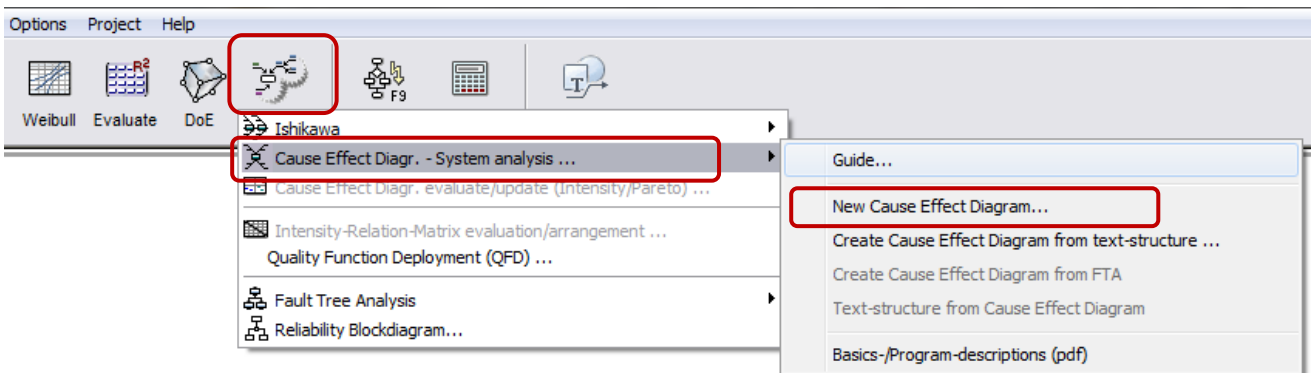 Options Project Help
R²
F9
T
Weibull Evaluate DoE
Ishikawa
Cause Effect Diagr. - System analysis ...
Cause Effect Diagr. evaluate/update (Intensity/Pareto) ...
Intensity-Relation-Matrix evaluation/arrangement ...
Quality Function Deployment (QFD) ...
Fault Tree Analysis
Reliability Blockdiagram...
Guide...
New Cause Effect Diagram...
Create Cause Effect Diagram from text-structure ...
Create Cause Effect Diagram from FTA
Text-structure from Cause Effect Diagram
Basics-/Program-descriptions (pdf)